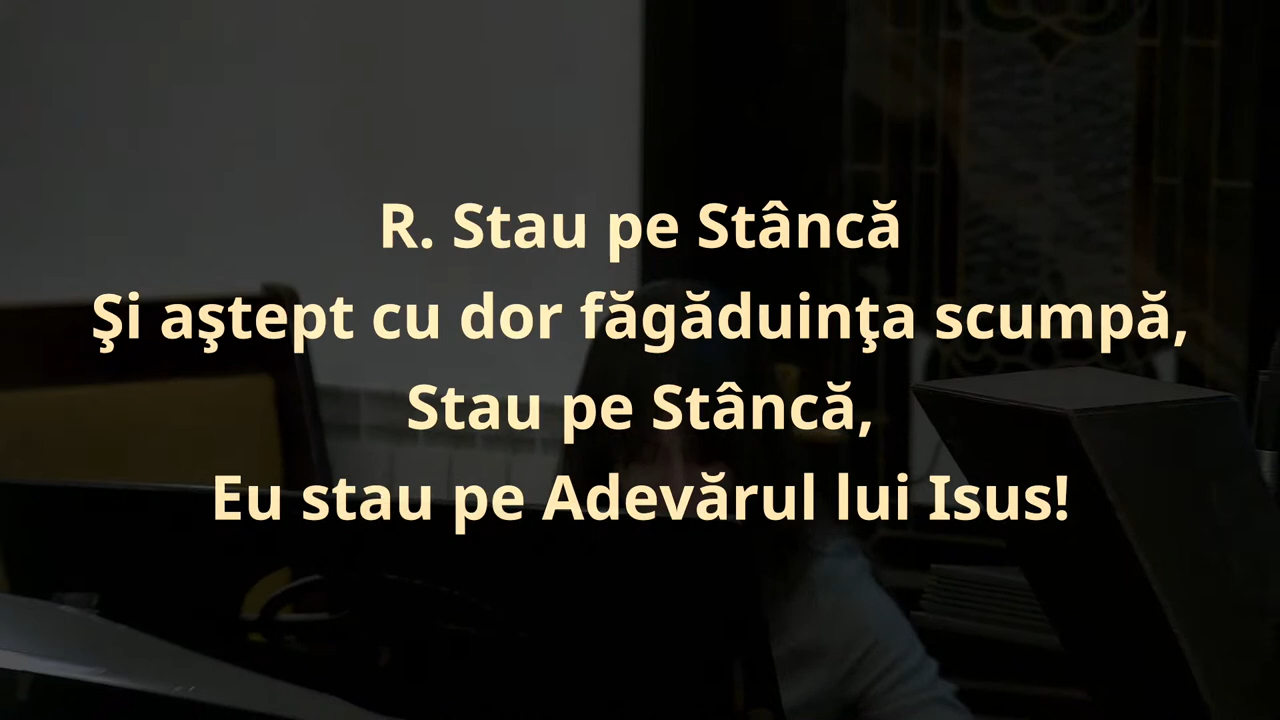 R. Stau pe Stâncă
Şi aştept cu dor făgăduinţa scumpă,
Stau pe Stâncă,
Eu stau pe Adevărul lui Isus!